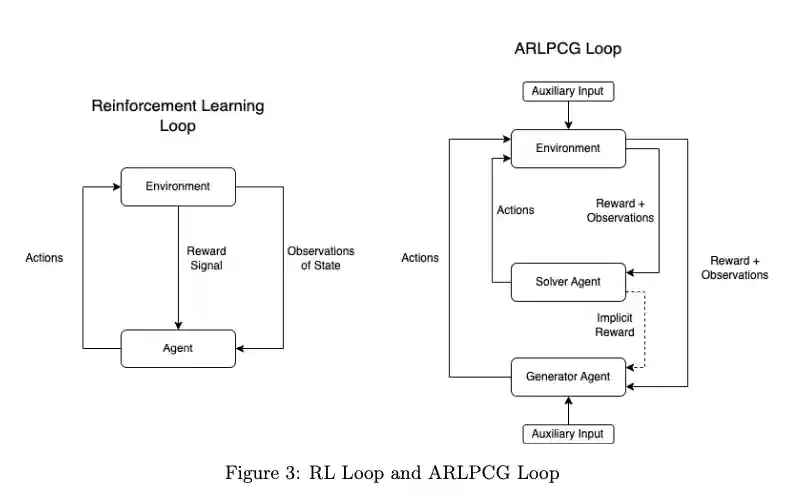 Reinforcement Learning
Loop
Environment
Actions
Reward
Signal
Observations
of State
Agent
ARLPCG Loop
Auxiliary Input
Environment
Actions
Reward +
Observations
Actions
Reward +
Observations
Solver Agent
Implicit
Reward
Generator Agent
Auxiliary Input
Figure 3: RL Loop and ARLPCG Loop